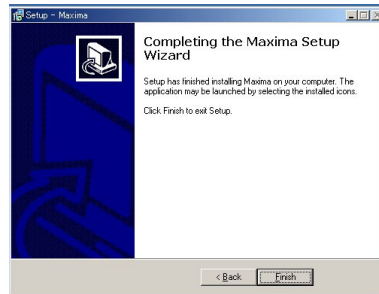 Setup - Maxima
Completing the Maxima Setup
Wizard
Setup has finished installing Maxima on your computer. The
application may be launched by selecting the installed icons.
Click Finish to exit Setup.
< Back
Finish